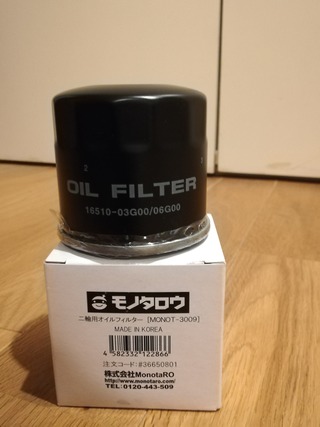 2
OIL FILTER
16510-03G00/06G00
モノタロウ
二輪用オイルフィルター [MONOT-3009]
MADE IN KOREA
4 582332 122866
注文コード:#36650801
株式会社MonotaRO
http://www.monotaro.com/
TEL:0120-443-509